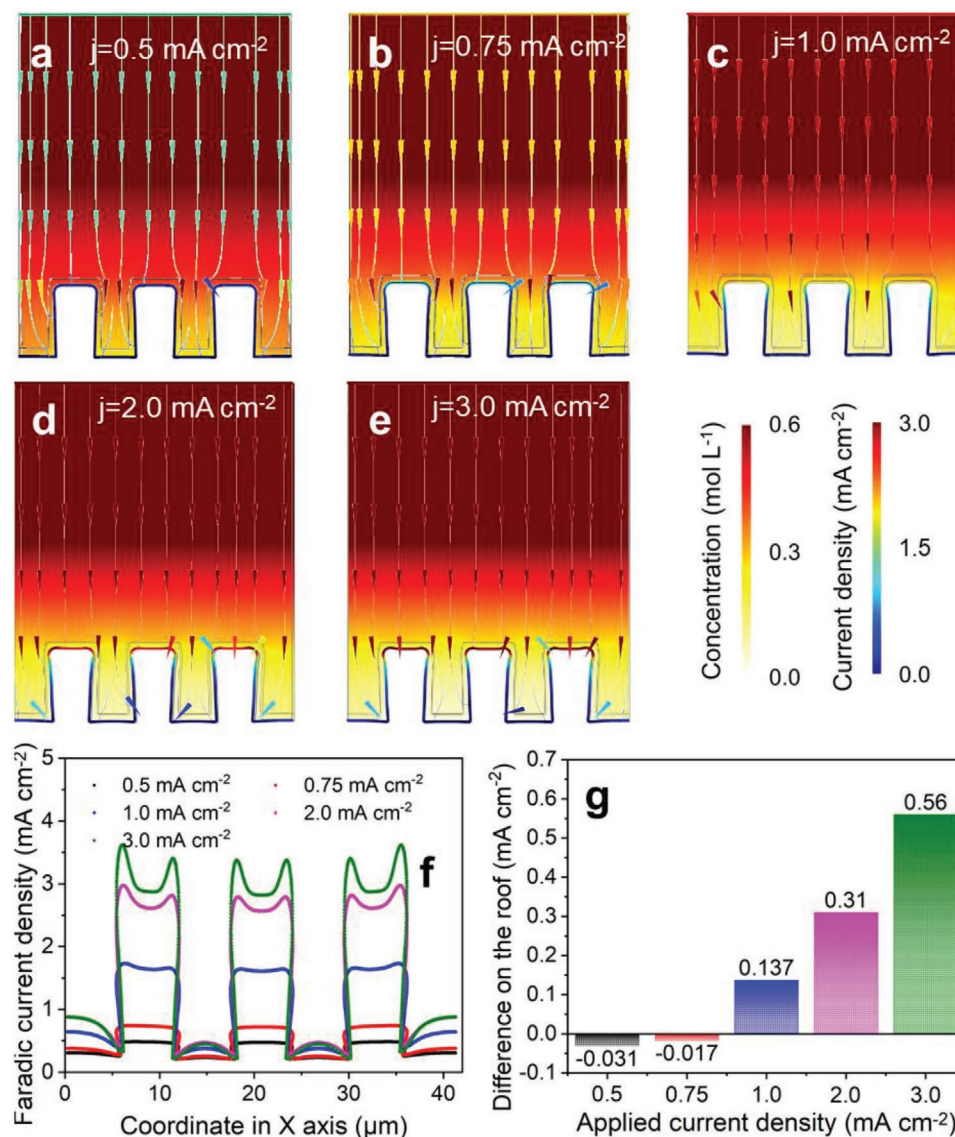 a
j=0.5 mA cm⁻²
b
j=0.75 mA cm⁻²
c
j=1.0 mA cm⁻²
d
j=2.0 mA cm⁻²
e
j=3.0 mA cm⁻²
Concentration (mol L⁻¹)
0.6
0.3
0.0
Current density (mA cm⁻²)
3.0
1.5
0.0
Faradic current density (mA cm⁻²)
5
4
3
2
1
0
0.5 mA cm⁻² 0.75 mA cm⁻²
1.0 mA cm⁻² 2.0 mA cm⁻²
3.0 mA cm⁻²
f
0 10 20 30 40
Coordinate in X axis (μm)
Difference on the roof (mA cm⁻²)
0.7
0.6
0.5
0.4
0.3
0.2
0.1
0.0
-0.1
g
-0.031
-0.017
0.137
0.31
0.56
0.5 0.75 1.0 2.0 3.0
Applied current density (mA cm⁻²)